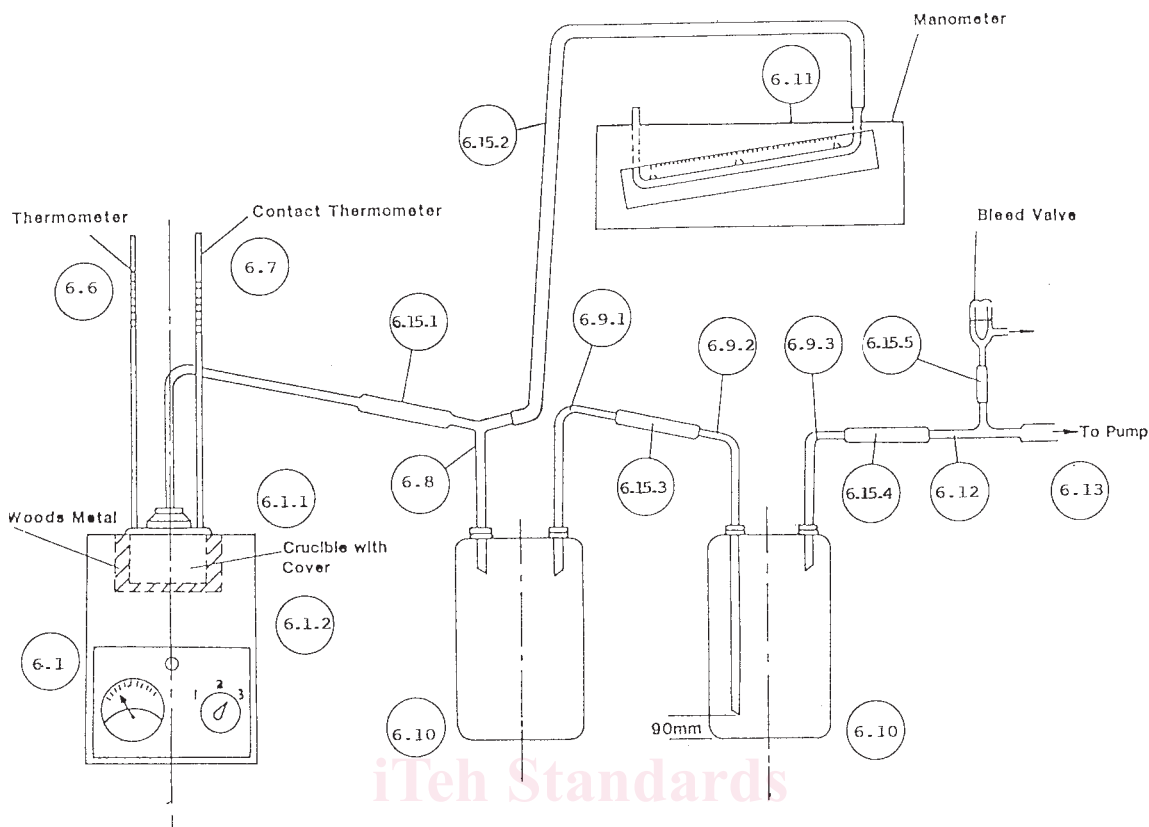 Manometer
6.11
6.15.2
Thermometer
Contact Thermometer
Bleed Valve
6.6
6.7
6.15.1
6.9.1
6.9.2
6.9.3
6.15.5
To Pump
6.8
6.15.3
6.15.4
6.12
6.13
6.1.1
Woods Metal
Crucible with
Cover
6.1.2
6.1
1 2 3
6.10
90mm
6.10
iTeh Standards